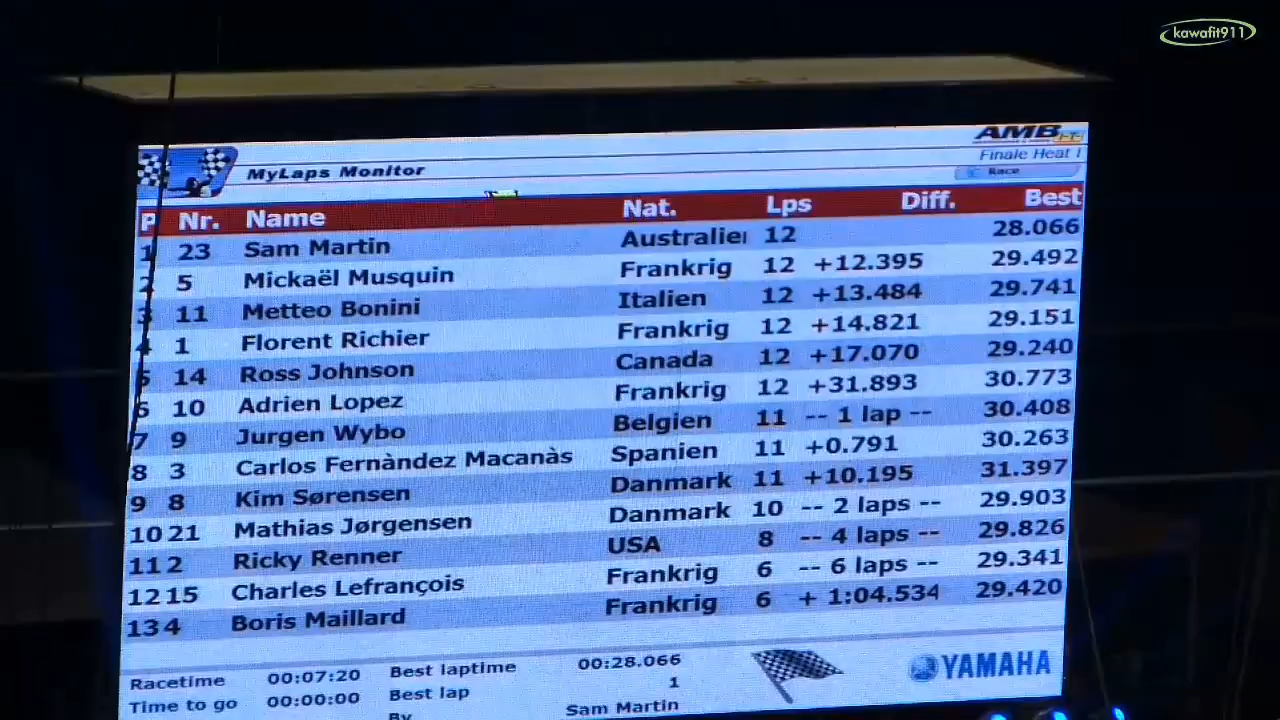 kawafit911
AMB
MyLaps Monitor
Finale Heat 1
Race
P Nr. Name Nat. Lps Diff. Best
1 23 Sam Martin Australien 12 28.066
2 5 Mickaël Musquin Frankrig 12 +12.395 29.492
3 11 Metteo Bonini Italien 12 +13.484 29.741
4 1 Florent Richier Frankrig 12 +14.821 29.151
5 14 Ross Johnson Canada 12 +17.070 29.240
6 10 Adrien Lopez Frankrig 12 +31.893 30.773
7 9 Jurgen Wybo Belgien 11 -- 1 lap -- 30.408
8 3 Carlos Fernàndez Macanàs Spanien 11 +0.791 30.263
9 8 Kim Sørensen Danmark 11 +10.195 31.397
10 21 Mathias Jørgensen Danmark 10 -- 2 laps -- 29.903
11 2 Ricky Renner USA 8 -- 4 laps -- 29.826
12 15 Charles Lefrançois Frankrig 6 -- 6 laps -- 29.341
13 4 Boris Maillard Frankrig 6 + 1:04.534 29.420
Racetime 00:07:20 Best laptime 00:28.066
Time to go 00:00:00 Best lap 1
By Sam Martin
YAMAHA